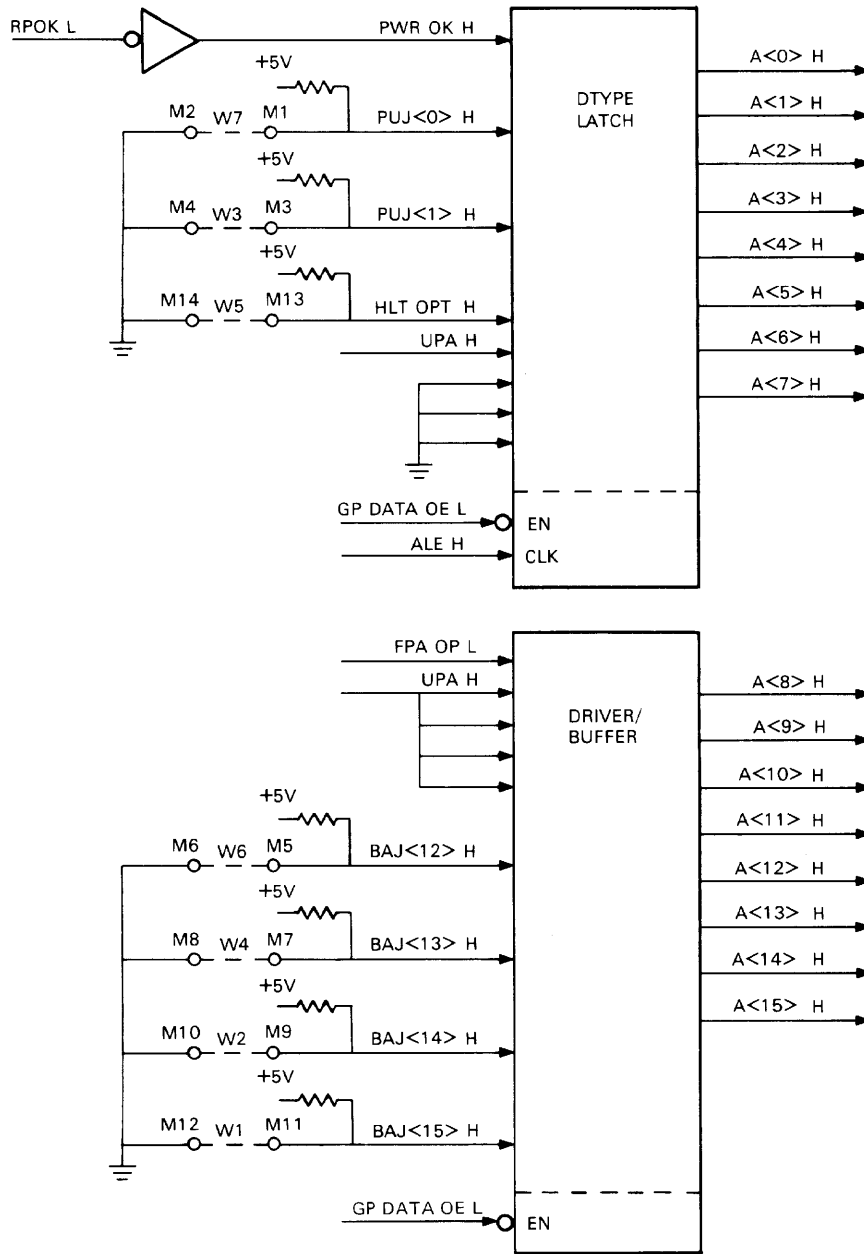 RPOK L
PWR OK H
+5V
M2 W7 M1 PUJ<0> H
+5V
M4 W3 M3 PUJ<1> H
+5V
M14 W5 M13 HLT OPT H
UPA H
DTYPE
LATCH
GP DATA OE L
EN
ALE H
CLK
A<0> H
A<1> H
A<2> H
A<3> H
A<4> H
A<5> H
A<6> H
A<7> H
FPA OP L
UPA H
DRIVER/
BUFFER
+5V
M6 W6 M5 BAJ<12> H
+5V
M8 W4 M7 BAJ<13> H
+5V
M10 W2 M9 BAJ<14> H
+5V
M12 W1 M11 BAJ<15> H
GP DATA OE L
EN
A<8> H
A<9> H
A<10> H
A<11> H
A<12> H
A<13> H
A<14> H
A<15> H